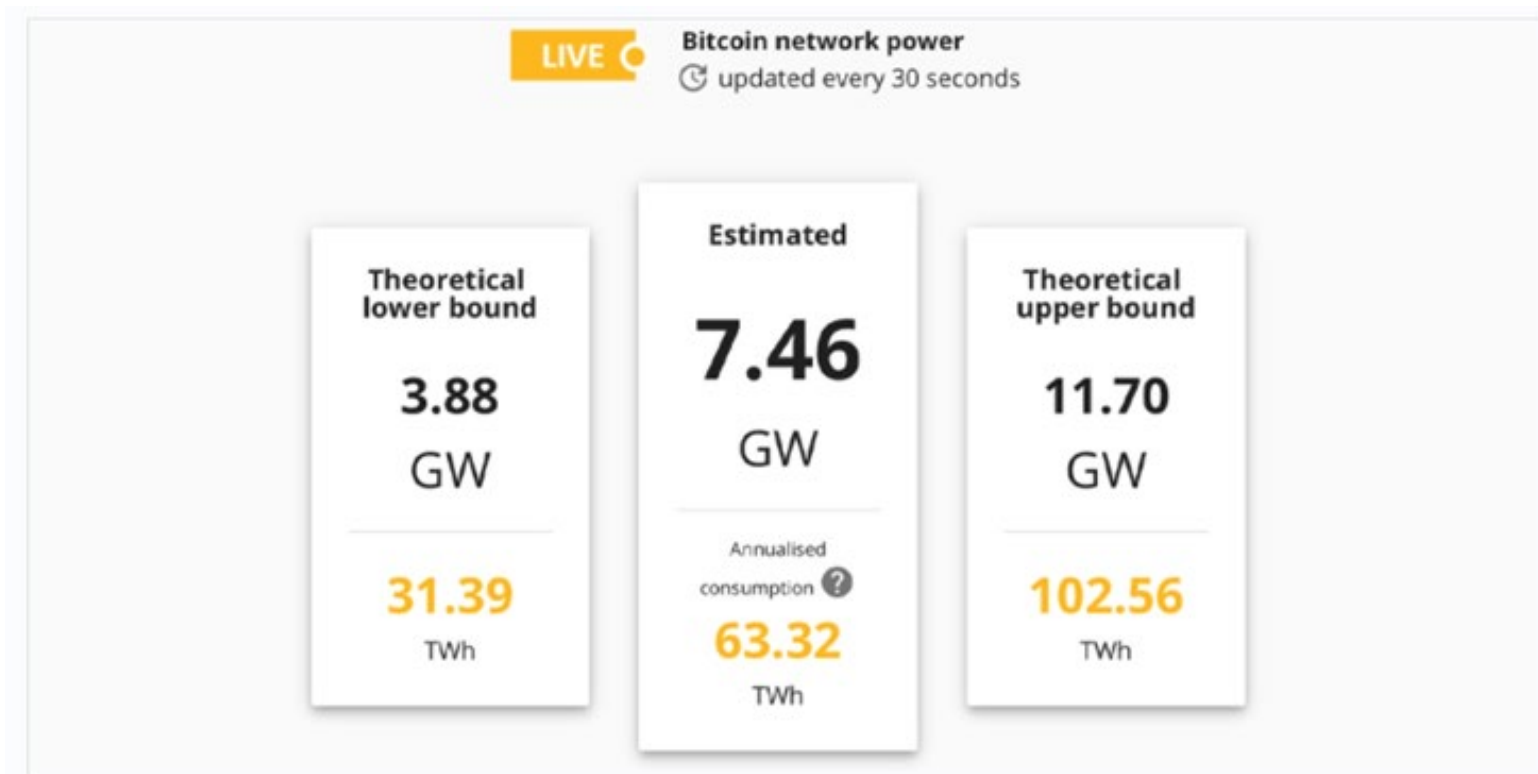 LIVE
Bitcoin network power
updated every 30 seconds
Theoretical
lower bound
3.88
GW
31.39
TWh
Estimated
7.46
GW
Annualised
consumption ?
63.32
TWh
Theoretical
upper bound
11.70
GW
102.56
TWh